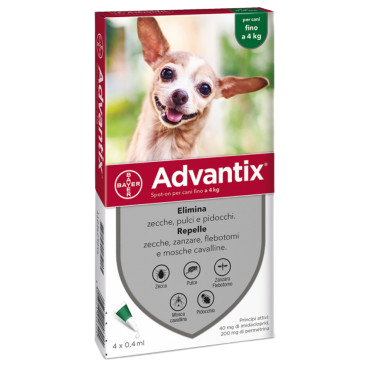 per cani
fino
a 4 kg
Advantix
BAYER
BAYER
Advantix®
Spot-on per cani fino a 4 kg
Elimina
zecche, pulci e pidocchi.
Repelle
zecche, zanzare, flebotomi
e mosche cavalline.
Zecca
Pulce
Zanzara
Flebotomo
Mosca
cavallina
Pidocchio
4 x 0,4 ml
Principi attivi:
40 mg di imidacloprid,
200 mg di permetrina